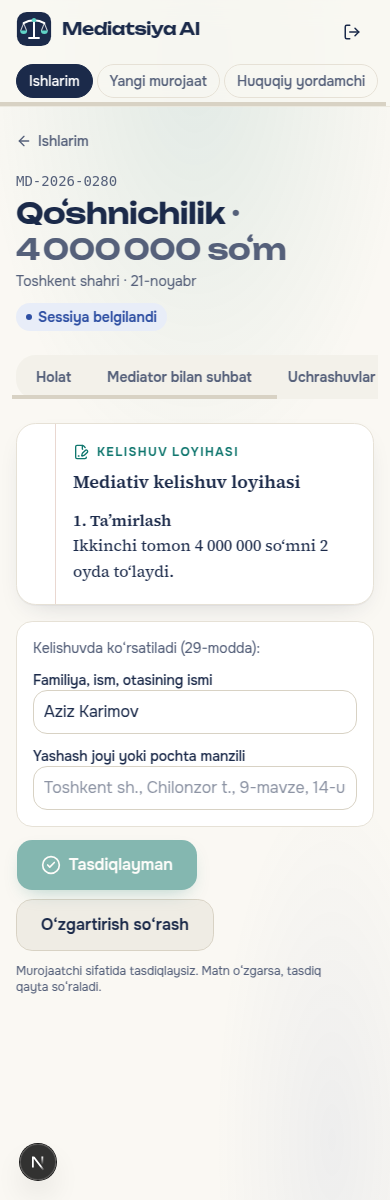 Mediatsiya AI
Ishlarim
Yangi murojaat
Huquqiy yordamchi
← Ishlarim
MD-2026-0280
Qoʻshnichilik ·
4 000 000 soʻm
Toshkent shahri · 21-noyabr
Sessiya belgilandi
Holat
Mediator bilan suhbat
Uchrashuvlar
KELISHUV LOYIHASI
Mediativ kelishuv loyihasi
1. Taʼmirlash
Ikkinchi tomon 4 000 000 soʻmni 2
oyda toʻlaydi.
Kelishuvda koʻrsatiladi (29-modda):
Familiya, ism, otasining ismi
Aziz Karimov
Yashash joyi yoki pochta manzili
Toshkent sh., Chilonzor t., 9-mavze, 14-u
Tasdiqlayman
Oʻzgartirish soʻrash
Murojaatchi sifatida tasdiqlaysiz. Matn oʻzgarsa, tasdiq
qayta soʻraladi.
N